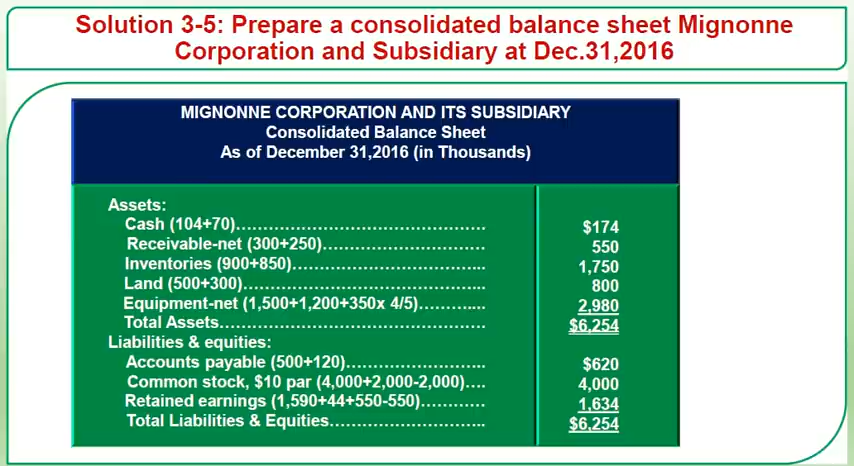 Solution 3-5: Prepare a consolidated balance sheet Mignonne
Corporation and Subsidiary at Dec.31,2016
MIGNONNE CORPORATION AND ITS SUBSIDIARY
Consolidated Balance Sheet
As of December 31,2016 (in Thousands)
Assets:
Cash (104+70)…………………………………………. $174
Receivable-net (300+250)…………………………. 550
Inventories (900+850)……………………………….. 1,750
Land (500+300)……………………………………….. 800
Equipment-net (1,500+1,200+350x 4/5)……….... 2,980
Total Assets…………………………………………… $6,254
Liabilities & equities:
Accounts payable (500+120)…………………….. $620
Common stock, $10 par (4,000+2,000-2,000)…. 4,000
Retained earnings (1,590+44+550-550)………… 1,634
Total Liabilities & Equities……………………….. $6,254